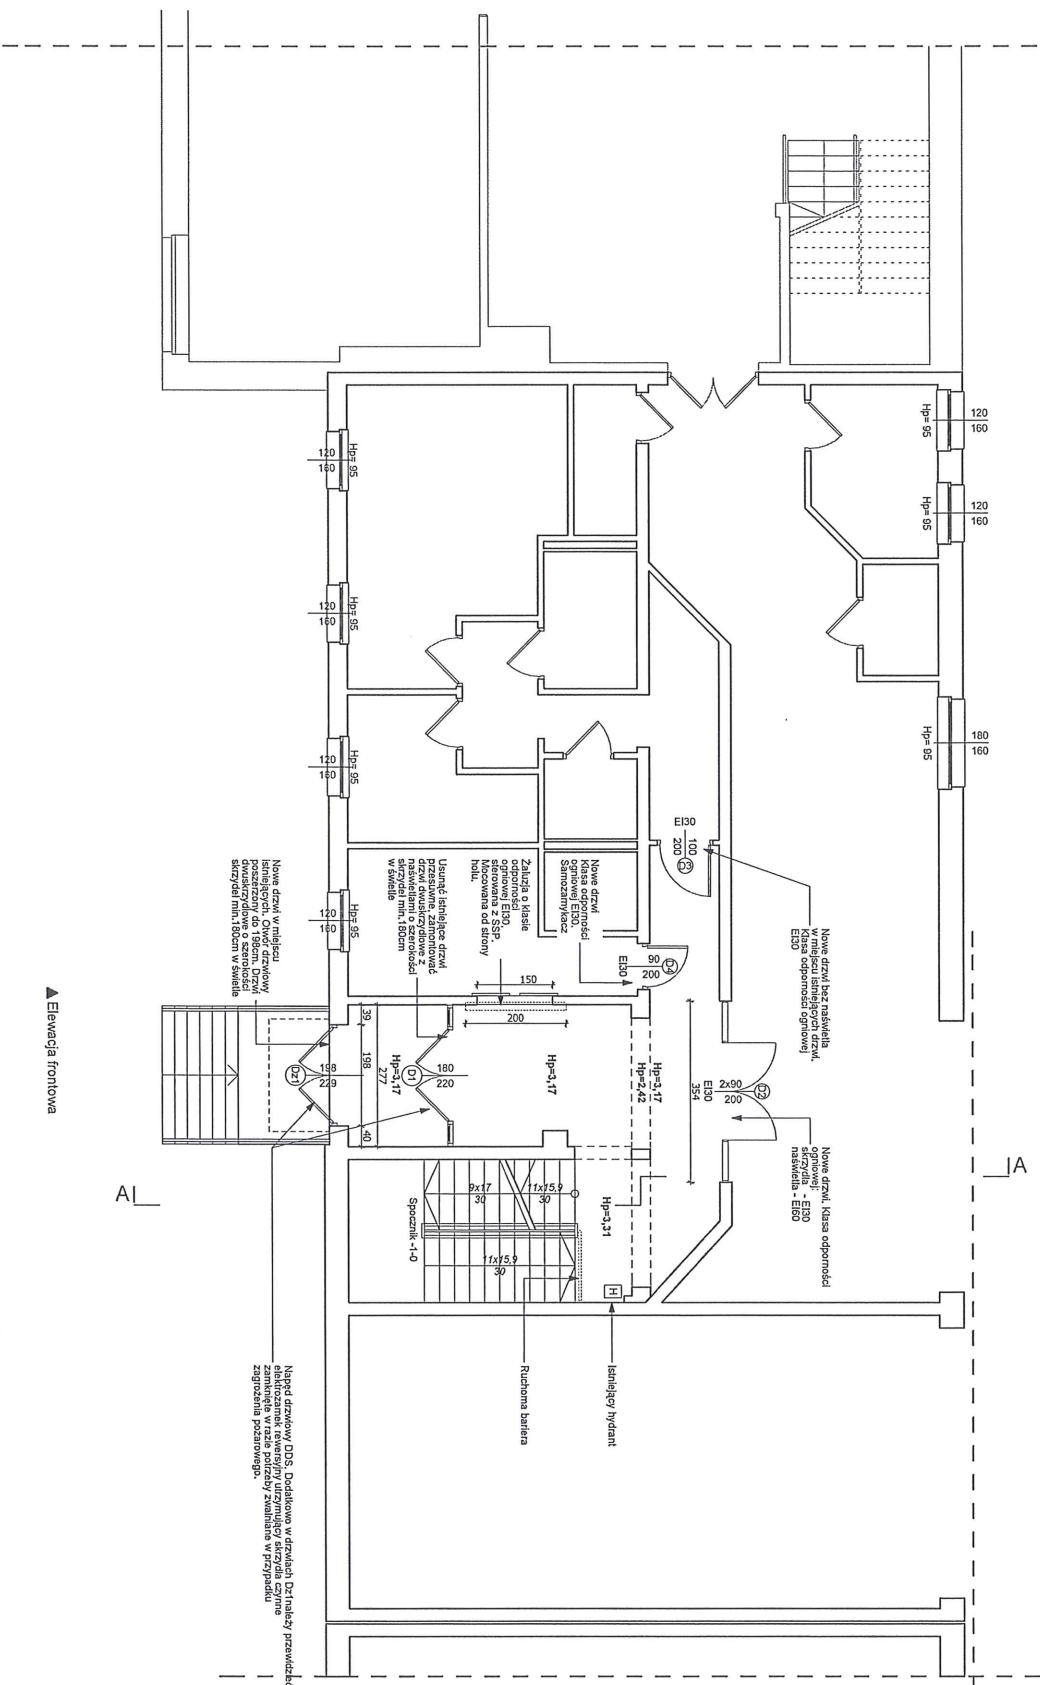 120
160
Hp= 95
120
160
Hp= 95
180
160
Hp= 95
120
160
Hp= 95
120
160
Hp= 95
120
160
Hp= 95
120
160
Hp= 95
Nowe drzwi bez naświetla
w miejscu istniejących drzwi.
Klasa odporności ogniowej
EI30
EI30
100
200
D3
Nowe drzwi
Klasa odporności
ogniowej EI30.
Samozamykacz
90
200
EI30
D4
Żaluzja o klasie
odporności
ogniowej EI30,
sterowana z SSP.
Mocowana od strony
holu.
Usunąć istniejące drzwi
przesuwne, zamontować
drzwi dwuskrzydłowe z
naświetlami o szerokości
skrzydeł min.180cm
w świetle
Nowe drzwi w miejscu
istniejących. Otwór drzwiowy
poszerzony do 198cm. Drzwi
dwuskrzydłowe o szerokości
skrzydeł min.180cm w świetle
150
200
39
198
40
277
Hp=3,17
D1
180
220
Dz1
198
229
Hp=3,17
Hp=3,17
Hp=2,42
354
2x90
200
EI30
D2
Nowe drzwi. Klasa odporności
ogniowej:
skrzydła - EI30
naświetla - EI60
Hp=3,31
9x17
30
11x15,9
30
11x15,9
30
Spocznik -1-0
H
Istniejący hydrant
Ruchoma bariera
Napęd drzwiowy DDS. Dodatkowo w drzwiach Dz1należy przewidzieć
elektrozamek rewersyjny utrzymujący skrzydła czynne
zamknięte w razie potrzeby zwalniane w przypadku
zagrożenia pożarowego.
A
A
Elewacja frontowa